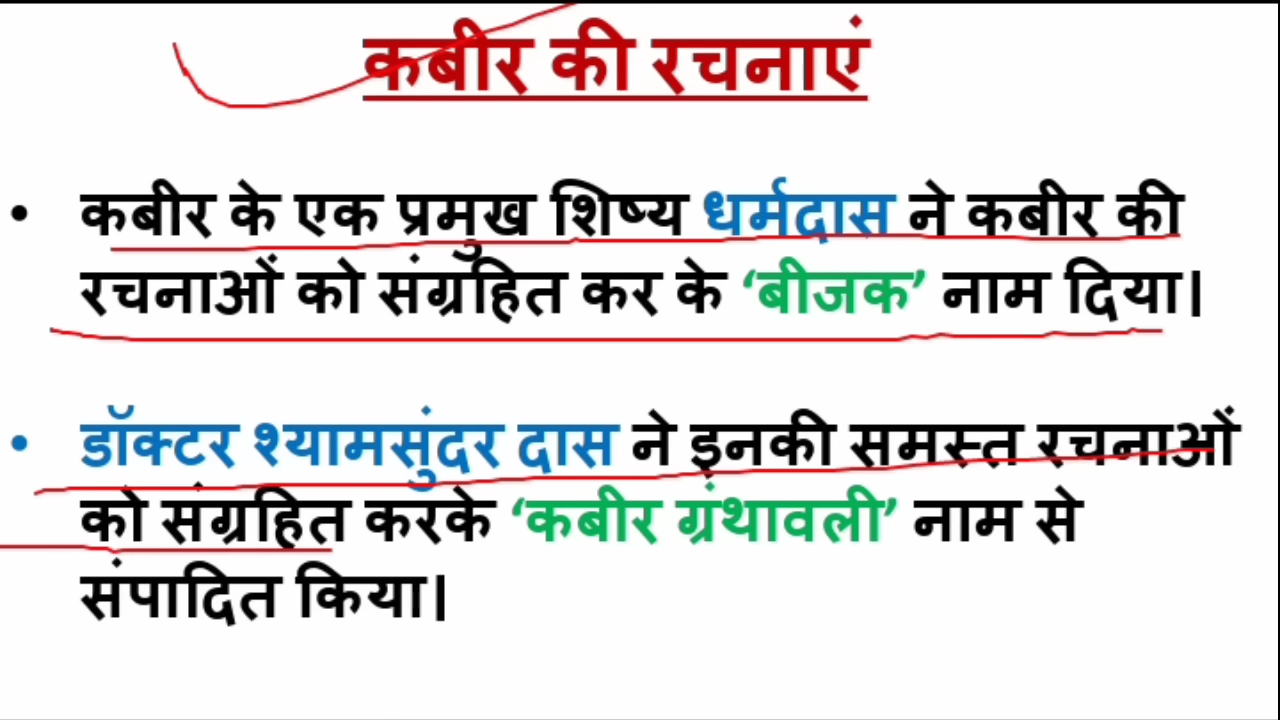 कबीर की रचनाएं
• कबीर के एक प्रमुख शिष्य धर्मदास ने कबीर की
रचनाओं को संग्रहित कर के ‘बीजक’ नाम दिया।
• डॉक्टर श्यामसुंदर दास ने इनकी समस्त रचनाओं
को संग्रहित करके ‘कबीर ग्रंथावली’ नाम से
संपादित किया।